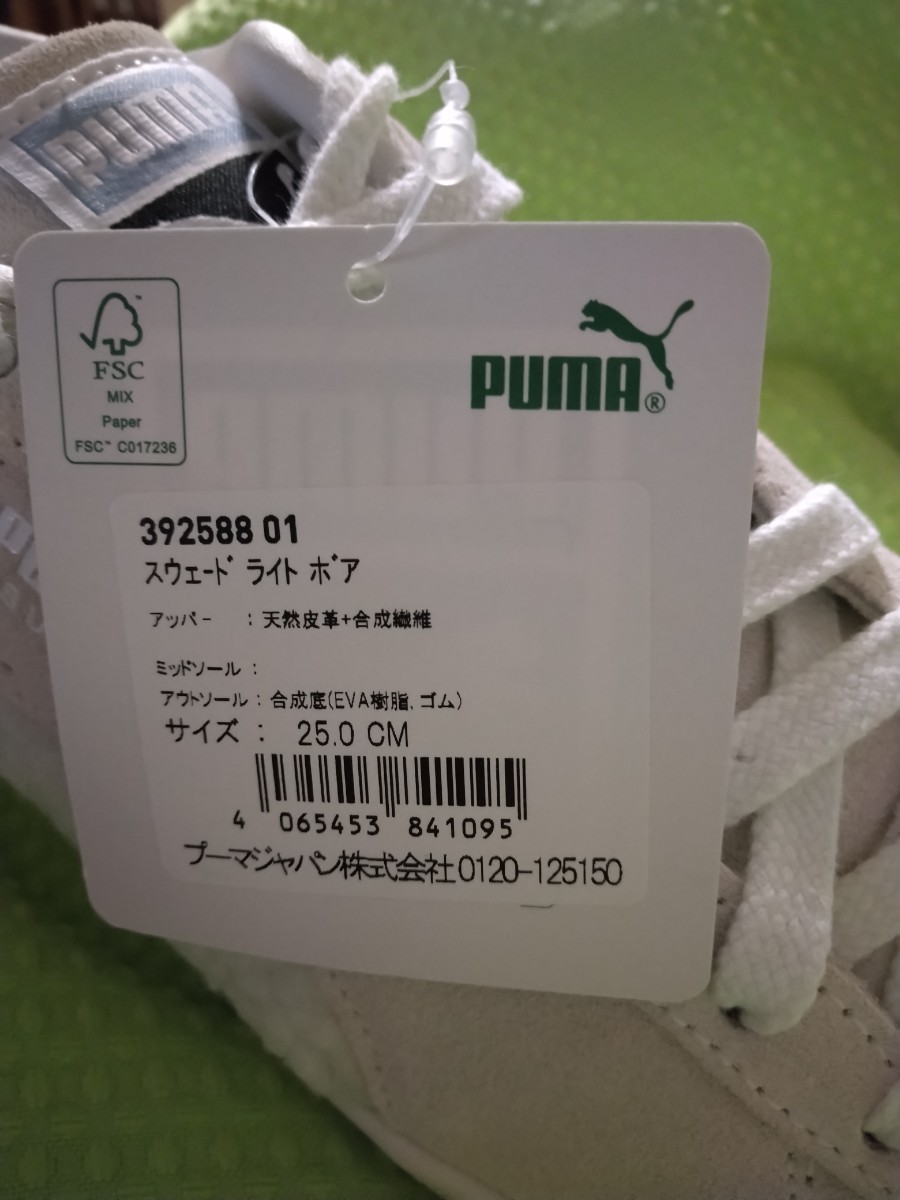 PUMA
FSC™
MIX
Paper
FSC™ C017236
PUMA®
392588 01
スウェード ライト ボア
アッパー : 天然皮革+合成繊維
ミッドソール :
アウトソール : 合成底(EVA樹脂、ゴム)
サイズ : 25.0 CM
4 065453 841095
プーマジャパン株式会社0120-125150